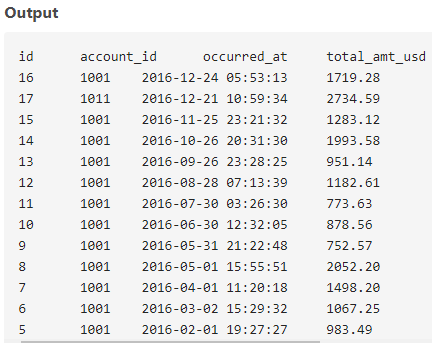 Output
id account_id occurred_at total_amt_usd
16 1001 2016-12-24 05:53:13 1719.28
17 1011 2016-12-21 10:59:34 2734.59
15 1001 2016-11-25 23:21:32 1283.12
14 1001 2016-10-26 20:31:30 1993.58
13 1001 2016-09-26 23:28:25 951.14
12 1001 2016-08-28 07:13:39 1182.61
11 1001 2016-07-30 03:26:30 773.63
10 1001 2016-06-30 12:32:05 878.56
9 1001 2016-05-31 21:22:48 752.57
8 1001 2016-05-01 15:55:51 2052.20
7 1001 2016-04-01 11:20:18 1498.20
6 1001 2016-03-02 15:29:32 1067.25
5 1001 2016-02-01 19:27:27 983.49